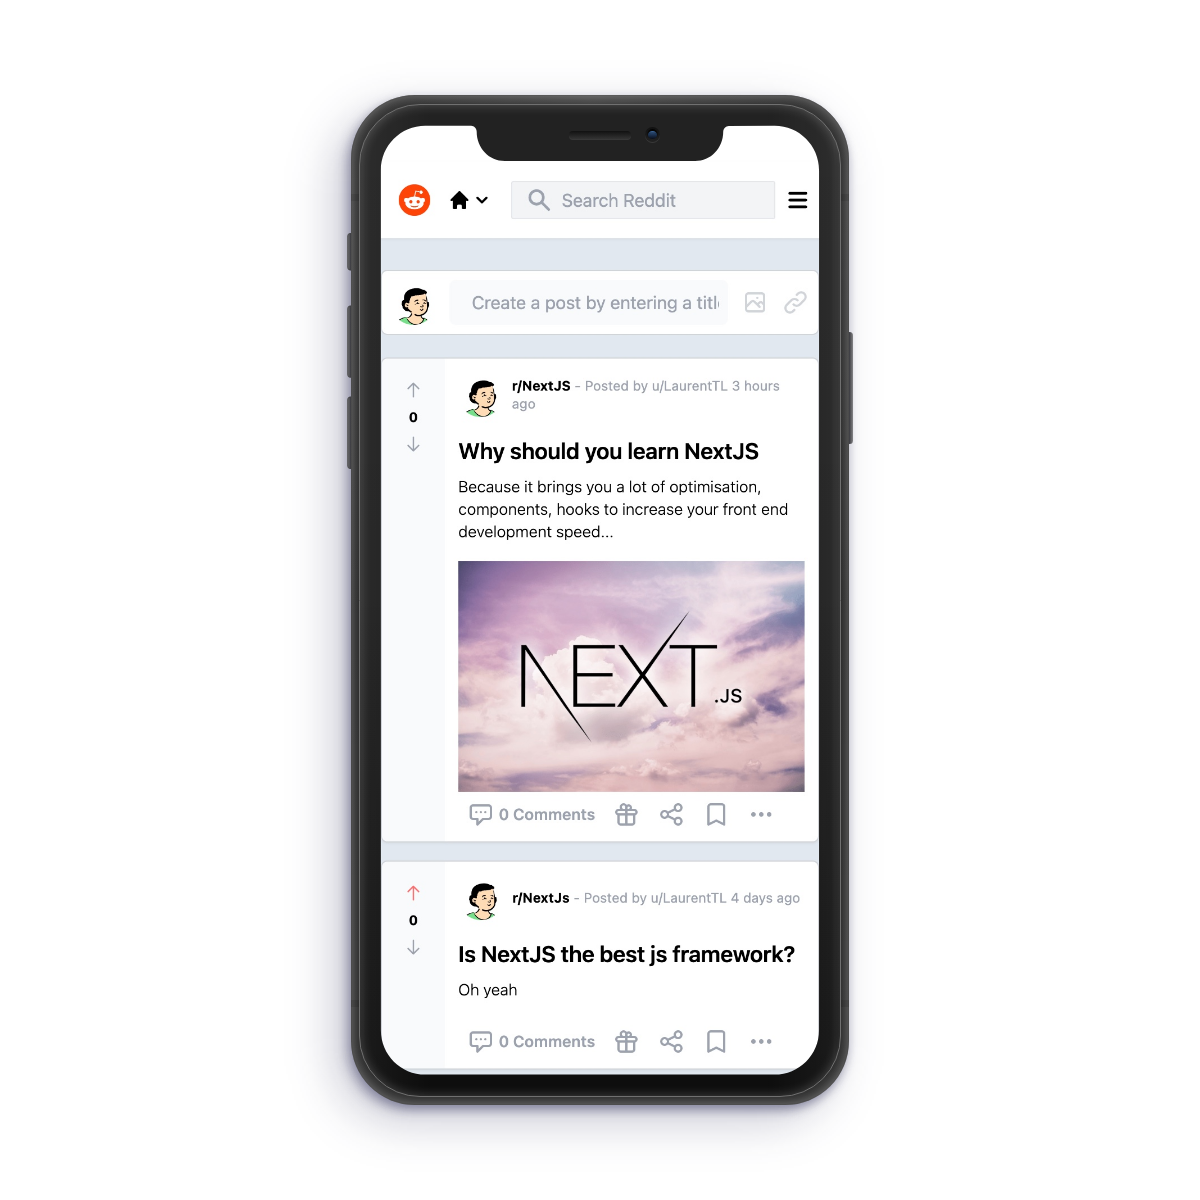 Search Reddit
Create a post by entering a titl
r/NextJS - Posted by u/LaurentTL 3 hours
ago
0
Why should you learn NextJS
Because it brings you a lot of optimisation,
components, hooks to increase your front end
development speed...
NEXT.JS
0 Comments
r/NextJs - Posted by u/LaurentTL 4 days ago
0
Is NextJS the best js framework?
Oh yeah
0 Comments